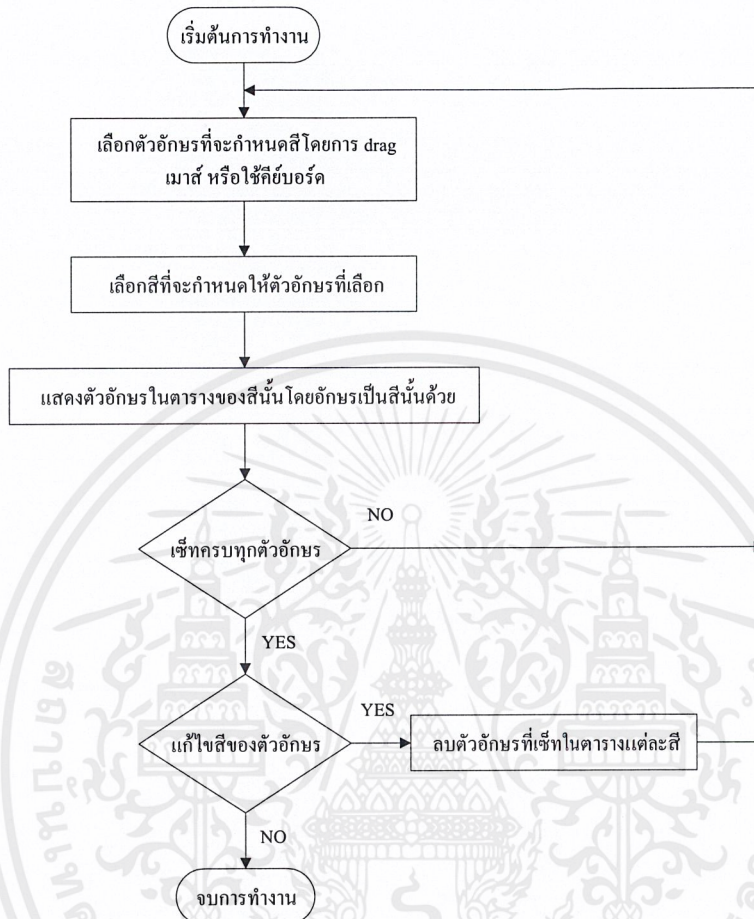 เริ่มต้นการทำงาน
เลือกตัวอักษรที่จะกำหนดสีโดยการ drag
เมาส์ หรือใช้คีย์บอร์ด
เลือกสีที่จะกำหนดให้ตัวอักษรที่เลือก
แสดงตัวอักษรในตารางของสีนั้น โดยอักษรเป็นสีนั้นด้วย
NO
เซ็ทครบทุกตัวอักษร
YES
YES
แก้ไขสีของตัวอักษร
ลบตัวอักษรที่เซ็ทในตารางแต่ละสี
NO
จบการทำงาน